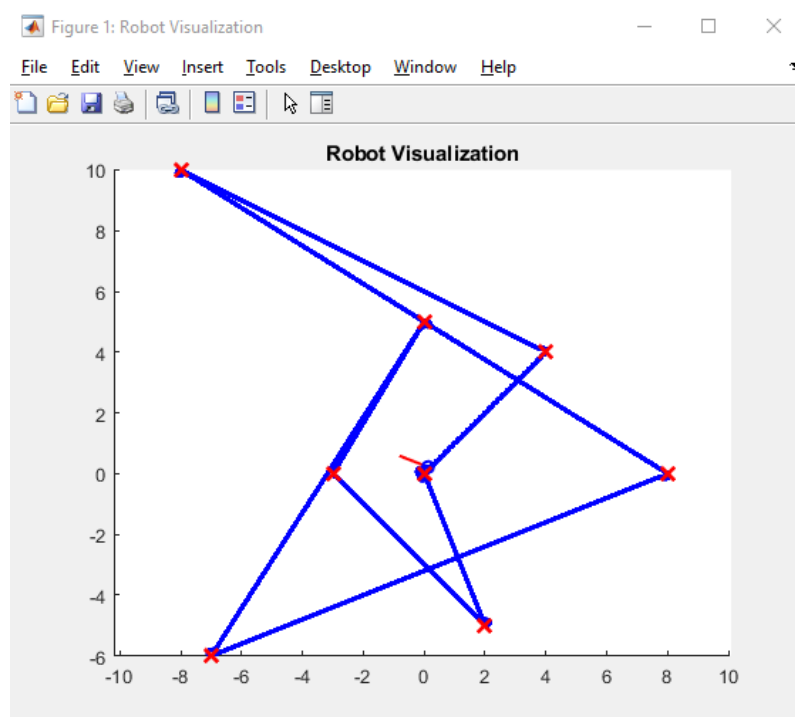 Figure 1: Robot Visualization
File Edit View Insert Tools Desktop Window Help
Robot Visualization
10
8
6
4
2
0
-2
-4
-6
-10 -8 -6 -4 -2 0 2 4 6 8 10